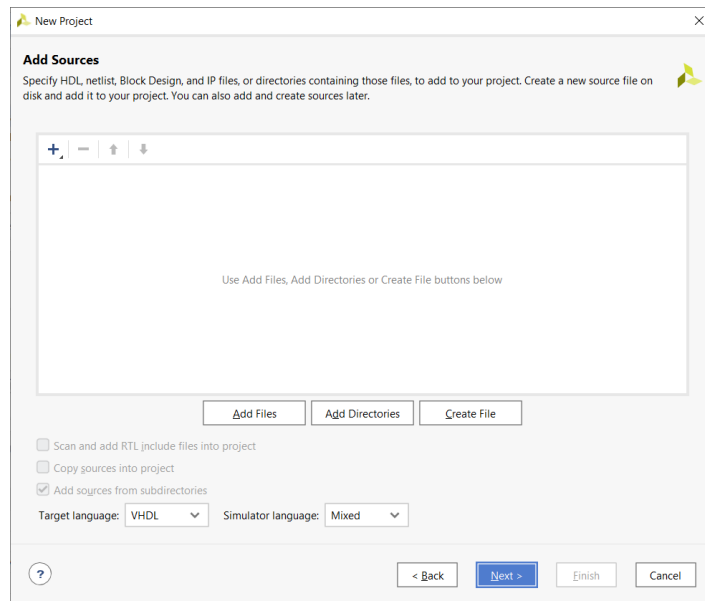 New Project
Add Sources
Specify HDL, netlist, Block Design, and IP files, or directories containing those files, to add to your project. Create a new source file on
disk and add it to your project. You can also add and create sources later.
Use Add Files, Add Directories or Create File buttons below
Add Files Add Directories Create File
Scan and add RTL include files into project
Copy sources into project
Add sources from subdirectories
Target language: VHDL Simulator language: Mixed
? < Back Next > Finish Cancel